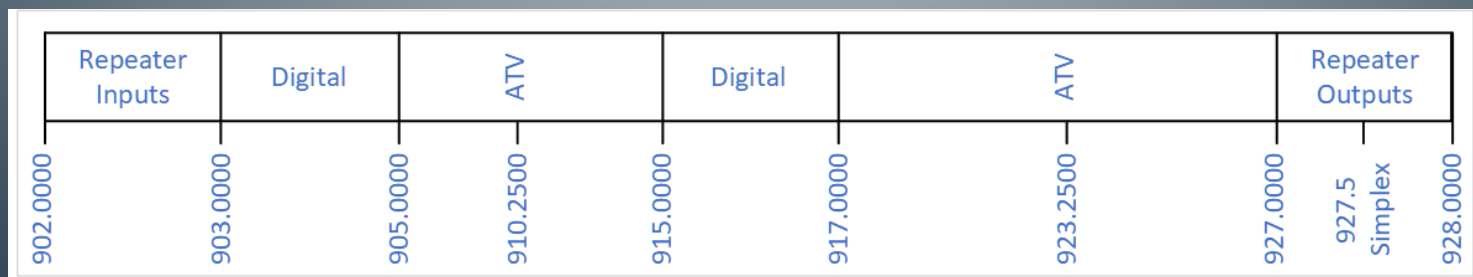 Repeater
Inputs
Digital
ATV
Digital
ATV
Repeater
Outputs
902.0000
903.0000
905.0000
910.2500
915.0000
917.0000
923.2500
927.0000
927.5
Simplex
928.0000